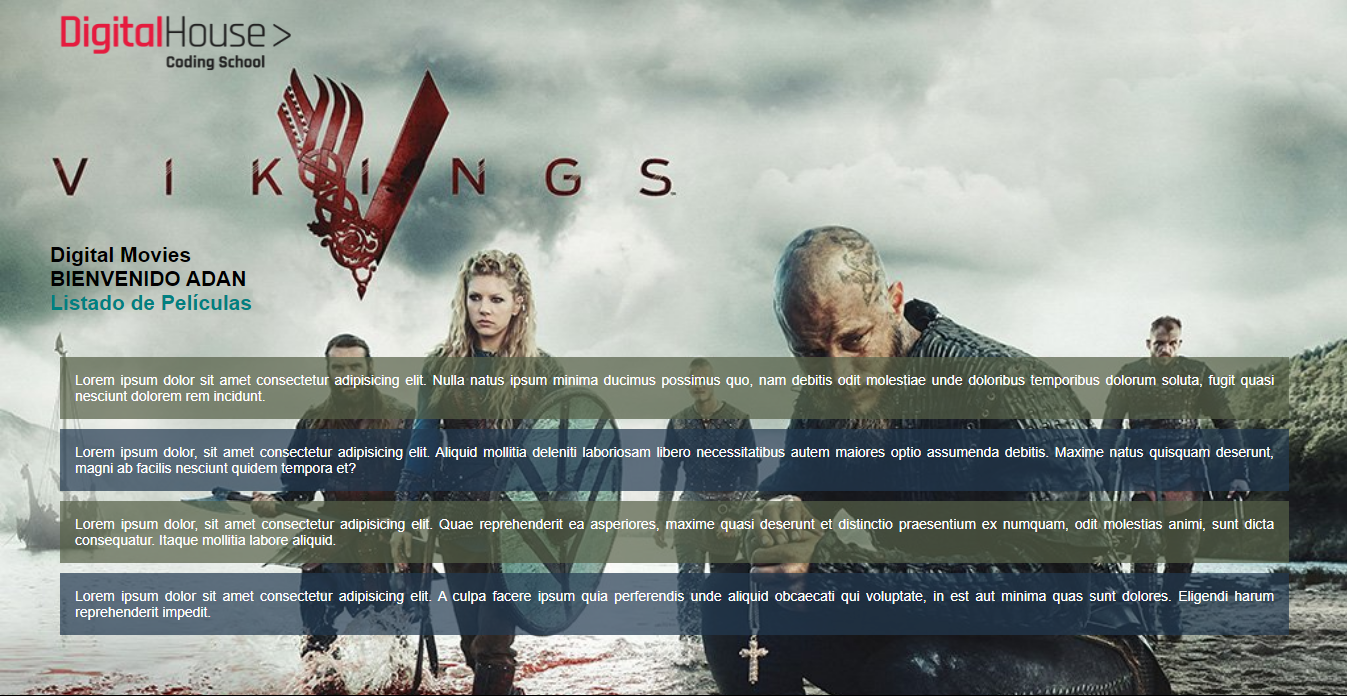 DigitalHouse >
Coding School
VIKINGS
Digital Movies
BIENVENIDO ADAN
Listado de Películas
Lorem ipsum dolor sit amet consectetur adipisicing elit. Nulla natus ipsum minima ducimus possimus quo, nam debitis odit molestiae unde doloribus temporibus dolorum soluta, fugit quasi
nesciunt dolorem rem incidunt.
Lorem ipsum dolor, sit amet consectetur adipisicing elit. Aliquid mollitia deleniti laboriosam libero necessitatibus autem maiores optio assumenda debitis. Maxime natus quisquam deserunt,
magni ab facilis nesciunt quidem tempora et?
Lorem ipsum dolor, sit amet consectetur adipisicing elit. Quae reprehenderit ea asperiores, maxime quasi deserunt et distinctio praesentium ex numquam, odit molestias animi, sunt dicta
consequatur. Itaque mollitia labore aliquid.
Lorem ipsum dolor sit amet consectetur adipisicing elit. A culpa facere ipsum quia perferendis unde aliquid obcaecati qui voluptate, in est aut minima quas sunt dolores. Eligendi harum
reprehenderit impedit.